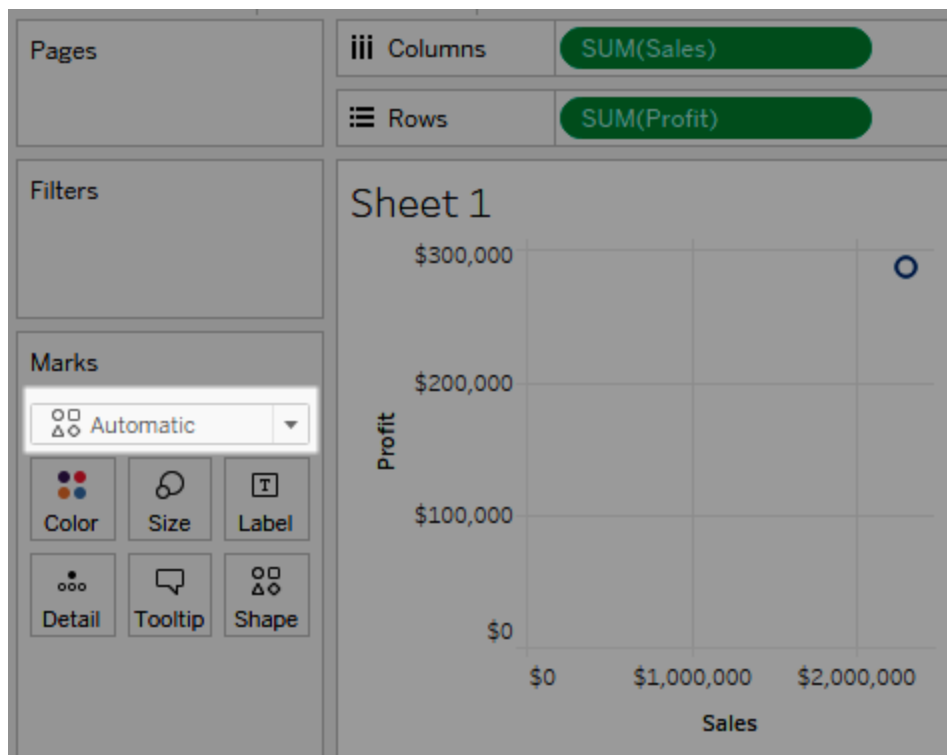 Pages
Columns
SUM(Sales)
Rows
SUM(Profit)
Filters
Marks
Automatic
Color
Size
T
Label
Detail
Tooltip
Shape
Sheet 1
$300,000
$200,000
$100,000
$0
Profit
$0
$1,000,000
$2,000,000
Sales